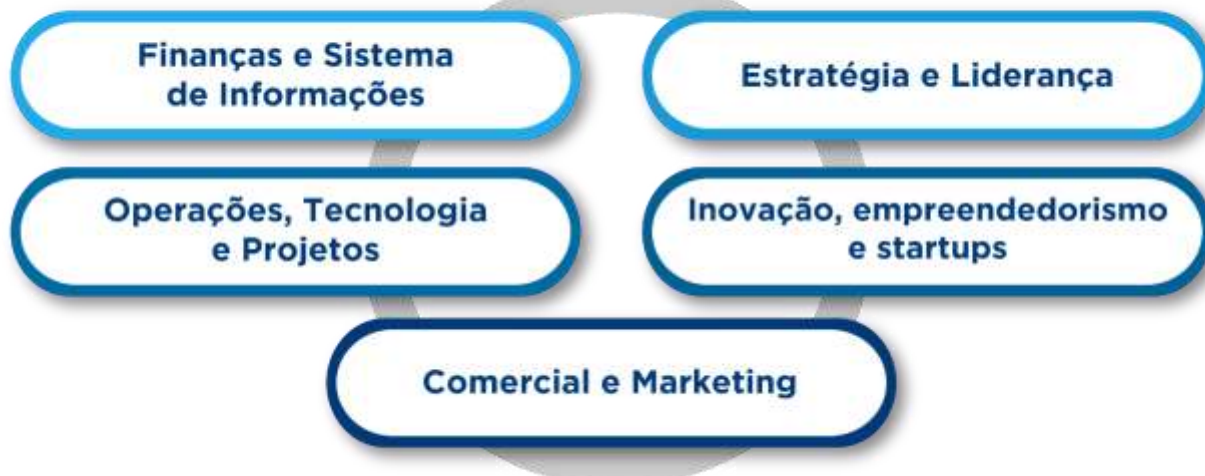 Finanças e Sistema
de Informações
Estratégia e Liderança
Operações, Tecnologia
e Projetos
Inovação, empreendedorismo
e startups
Comercial e Marketing